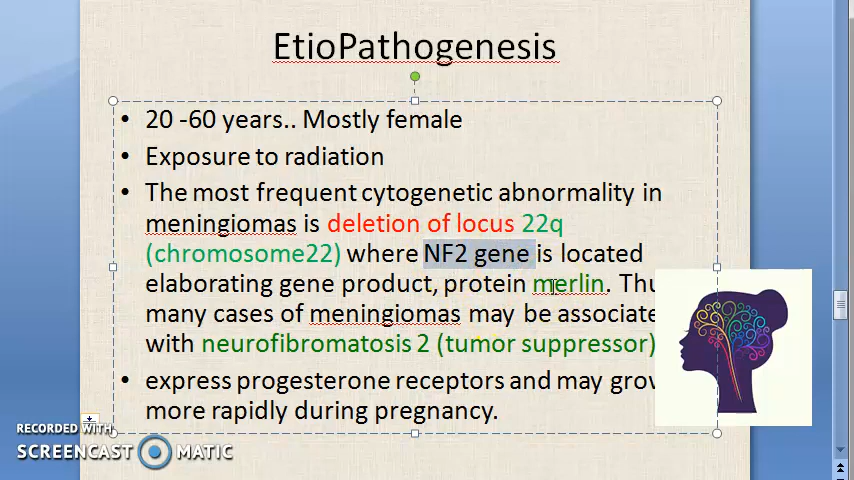 EtioPathogenesis
• 20 -60 years.. Mostly female
• Exposure to radiation
• The most frequent cytogenetic abnormality in
meningiomas is deletion of locus 22q
(chromosome22) where NF2 gene is located
elaborating gene product, protein merlin. Thu
many cases of meningiomas may be associate
with neurofibromatosis 2 (tumor suppressor)
• express progesterone receptors and may grow
more rapidly during pregnancy.
RECORDED WITH
SCREENCAST MATIC